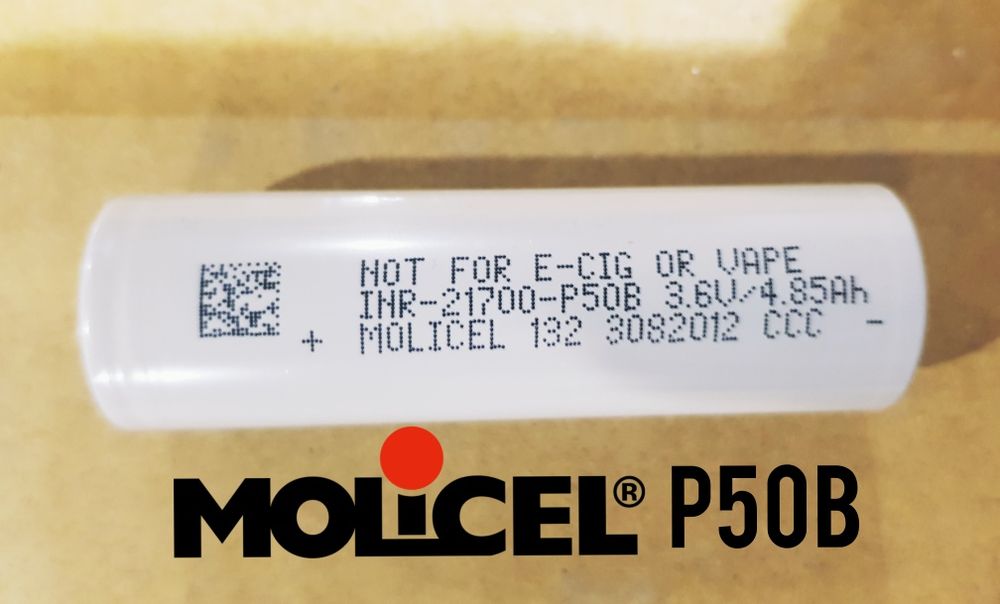 NOT FOR E-CIG OR VAPE
INR-21700-P50B 3.6V/4.85Ah
+ MOLICEL 132 3082012 CCC -
MOLiCEL® P50B